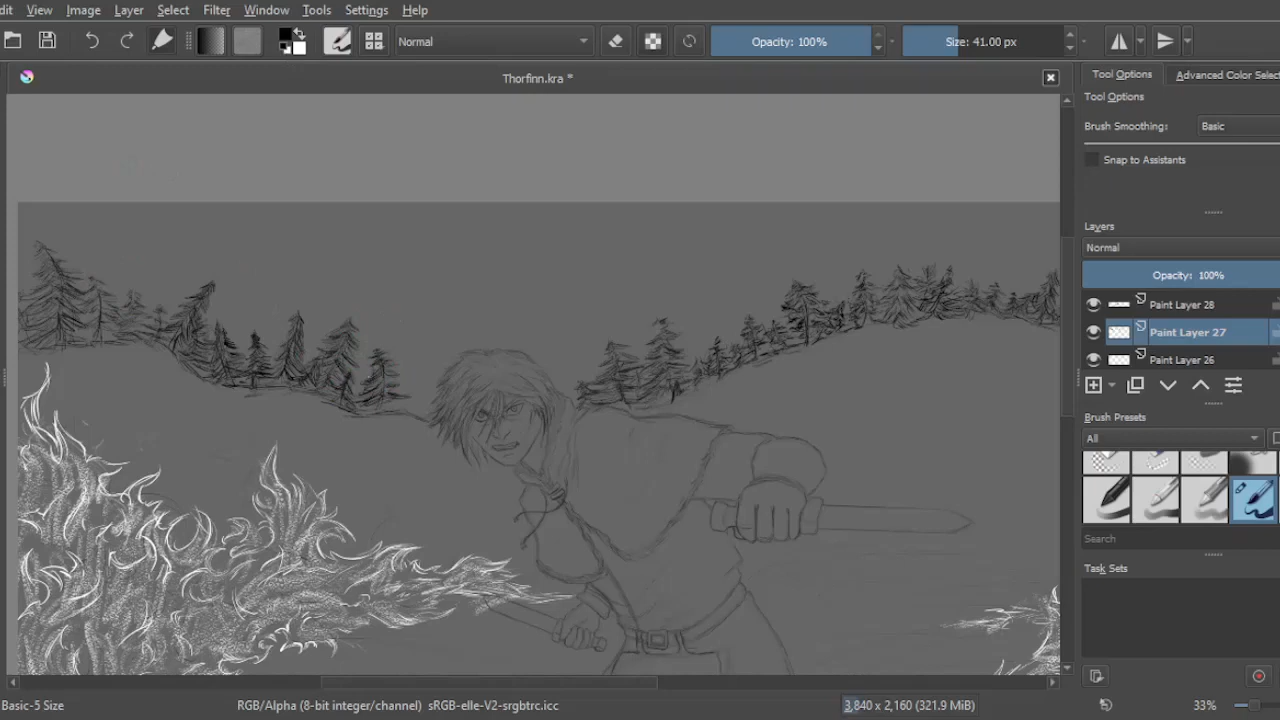 dit View Image Layer Select Filter Window Tools Settings Help
Normal Opacity: 100% Size: 41.00 px
Thorfinn.kra *
Tool Options Advanced Color Select
Tool Options
Brush Smoothing: Basic
Snap to Assistants
Layers
Normal
Opacity: 100%
Paint Layer 28
Paint Layer 27
Paint Layer 26
Brush Presets
All
Search
Task Sets
Basic-5 Size RGB/Alpha (8-bit integer/channel) sRGB-elle-V2-srgbtrc.icc 3,840 x 2,160 (321.9 MiB) 33%